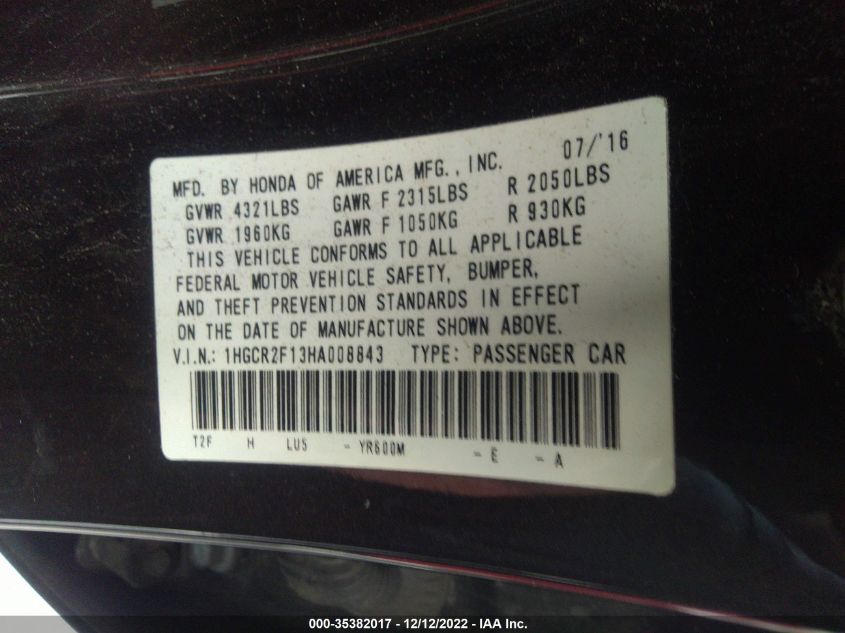 07/'16
MFD. BY HONDA OF AMERICA MFG., INC.
GVWR 4321LBS GAWR F 2315LBS R 2050LBS
GVWR 1960KG GAWR F 1050KG R 930KG
THIS VEHICLE CONFORMS TO ALL APPLICABLE
FEDERAL MOTOR VEHICLE SAFETY, BUMPER,
AND THEFT PREVENTION STANDARDS IN EFFECT
ON THE DATE OF MANUFACTURE SHOWN ABOVE.
V.I.N.: 1HGCR2F13HA008843 TYPE: PASSENGER CAR
T2F H LU5 - YR600M - E - A
000-35382017 - 12/12/2022 - IAA Inc.